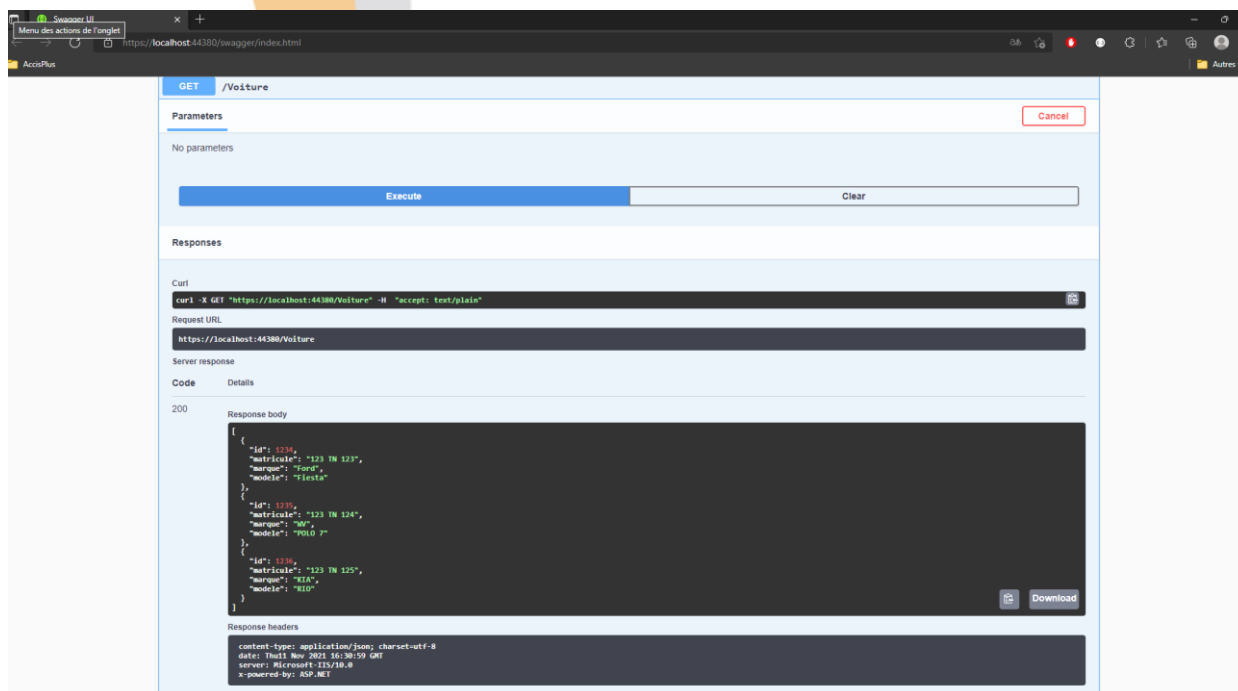 Swagger UI
Menu des actions de l'onglet
https://localhost:44380/swagger/index.html
AccisPlus
Autres
GET /Voiture
Parameters
Cancel
No parameters
Execute
Clear
Responses
Curl
curl -X GET "https://localhost:44380/Voiture" -H "accept: text/plain"
Request URL
https://localhost:44380/Voiture
Server response
Code Details
200
Response body
[
{
"id": 1234,
"matricule": "123 TN 123",
"marque": "Ford",
"modele": "Fiesta"
},
{
"id": 1235,
"matricule": "123 TN 124",
"marque": "WV",
"modele": "POLO 7"
},
{
"id": 1236,
"matricule": "123 TN 125",
"marque": "KIA",
"modele": "RIO"
}
]
Download
Response headers
content-type: application/json; charset=utf-8
date: Thu11 Nov 2021 16:30:59 GMT
server: Microsoft-IIS/10.0
x-powered-by: ASP.NET